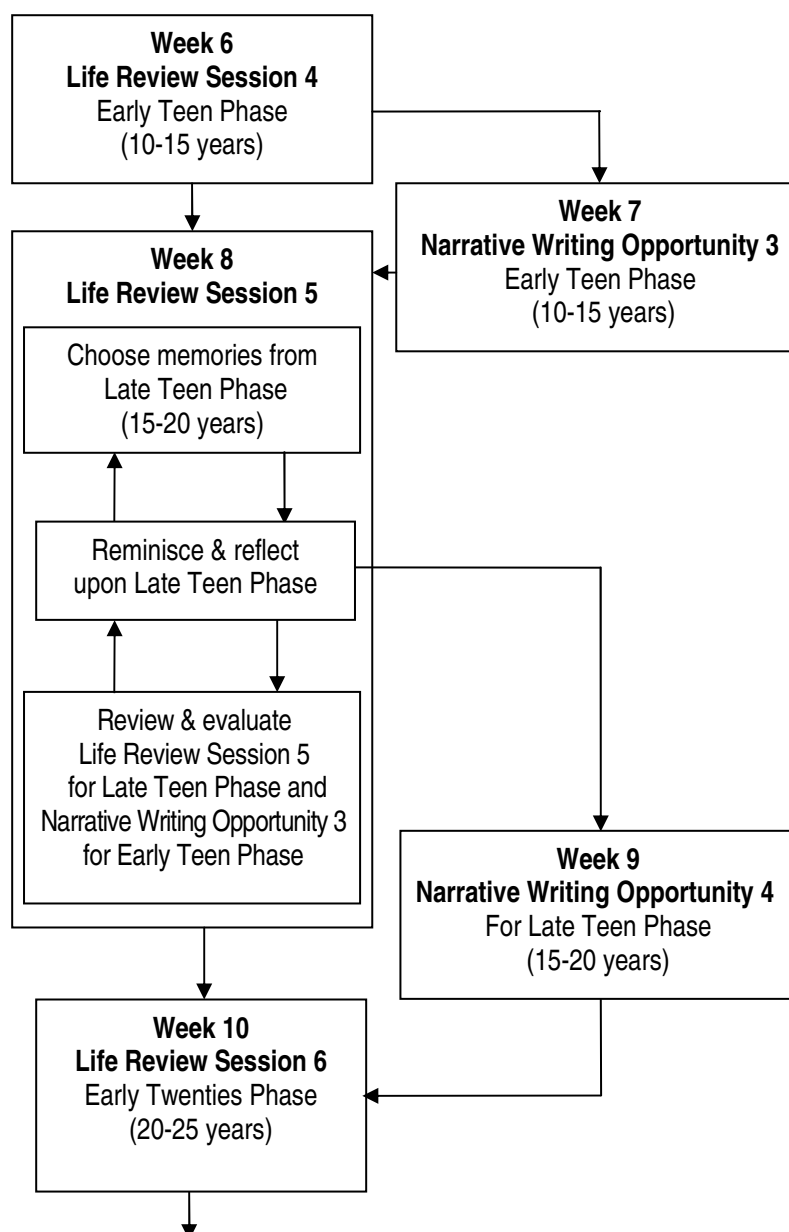 Week 6
Life Review Session 4
Early Teen Phase
(10-15 years)
Week 7
Narrative Writing Opportunity 3
Early Teen Phase
(10-15 years)
Week 8
Life Review Session 5
Choose memories from
Late Teen Phase
(15-20 years)
Reminisce & reflect
upon Late Teen Phase
Review & evaluate
Life Review Session 5
for Late Teen Phase and
Narrative Writing Opportunity 3
for Early Teen Phase
Week 9
Narrative Writing Opportunity 4
For Late Teen Phase
(15-20 years)
Week 10
Life Review Session 6
Early Twenties Phase
(20-25 years)